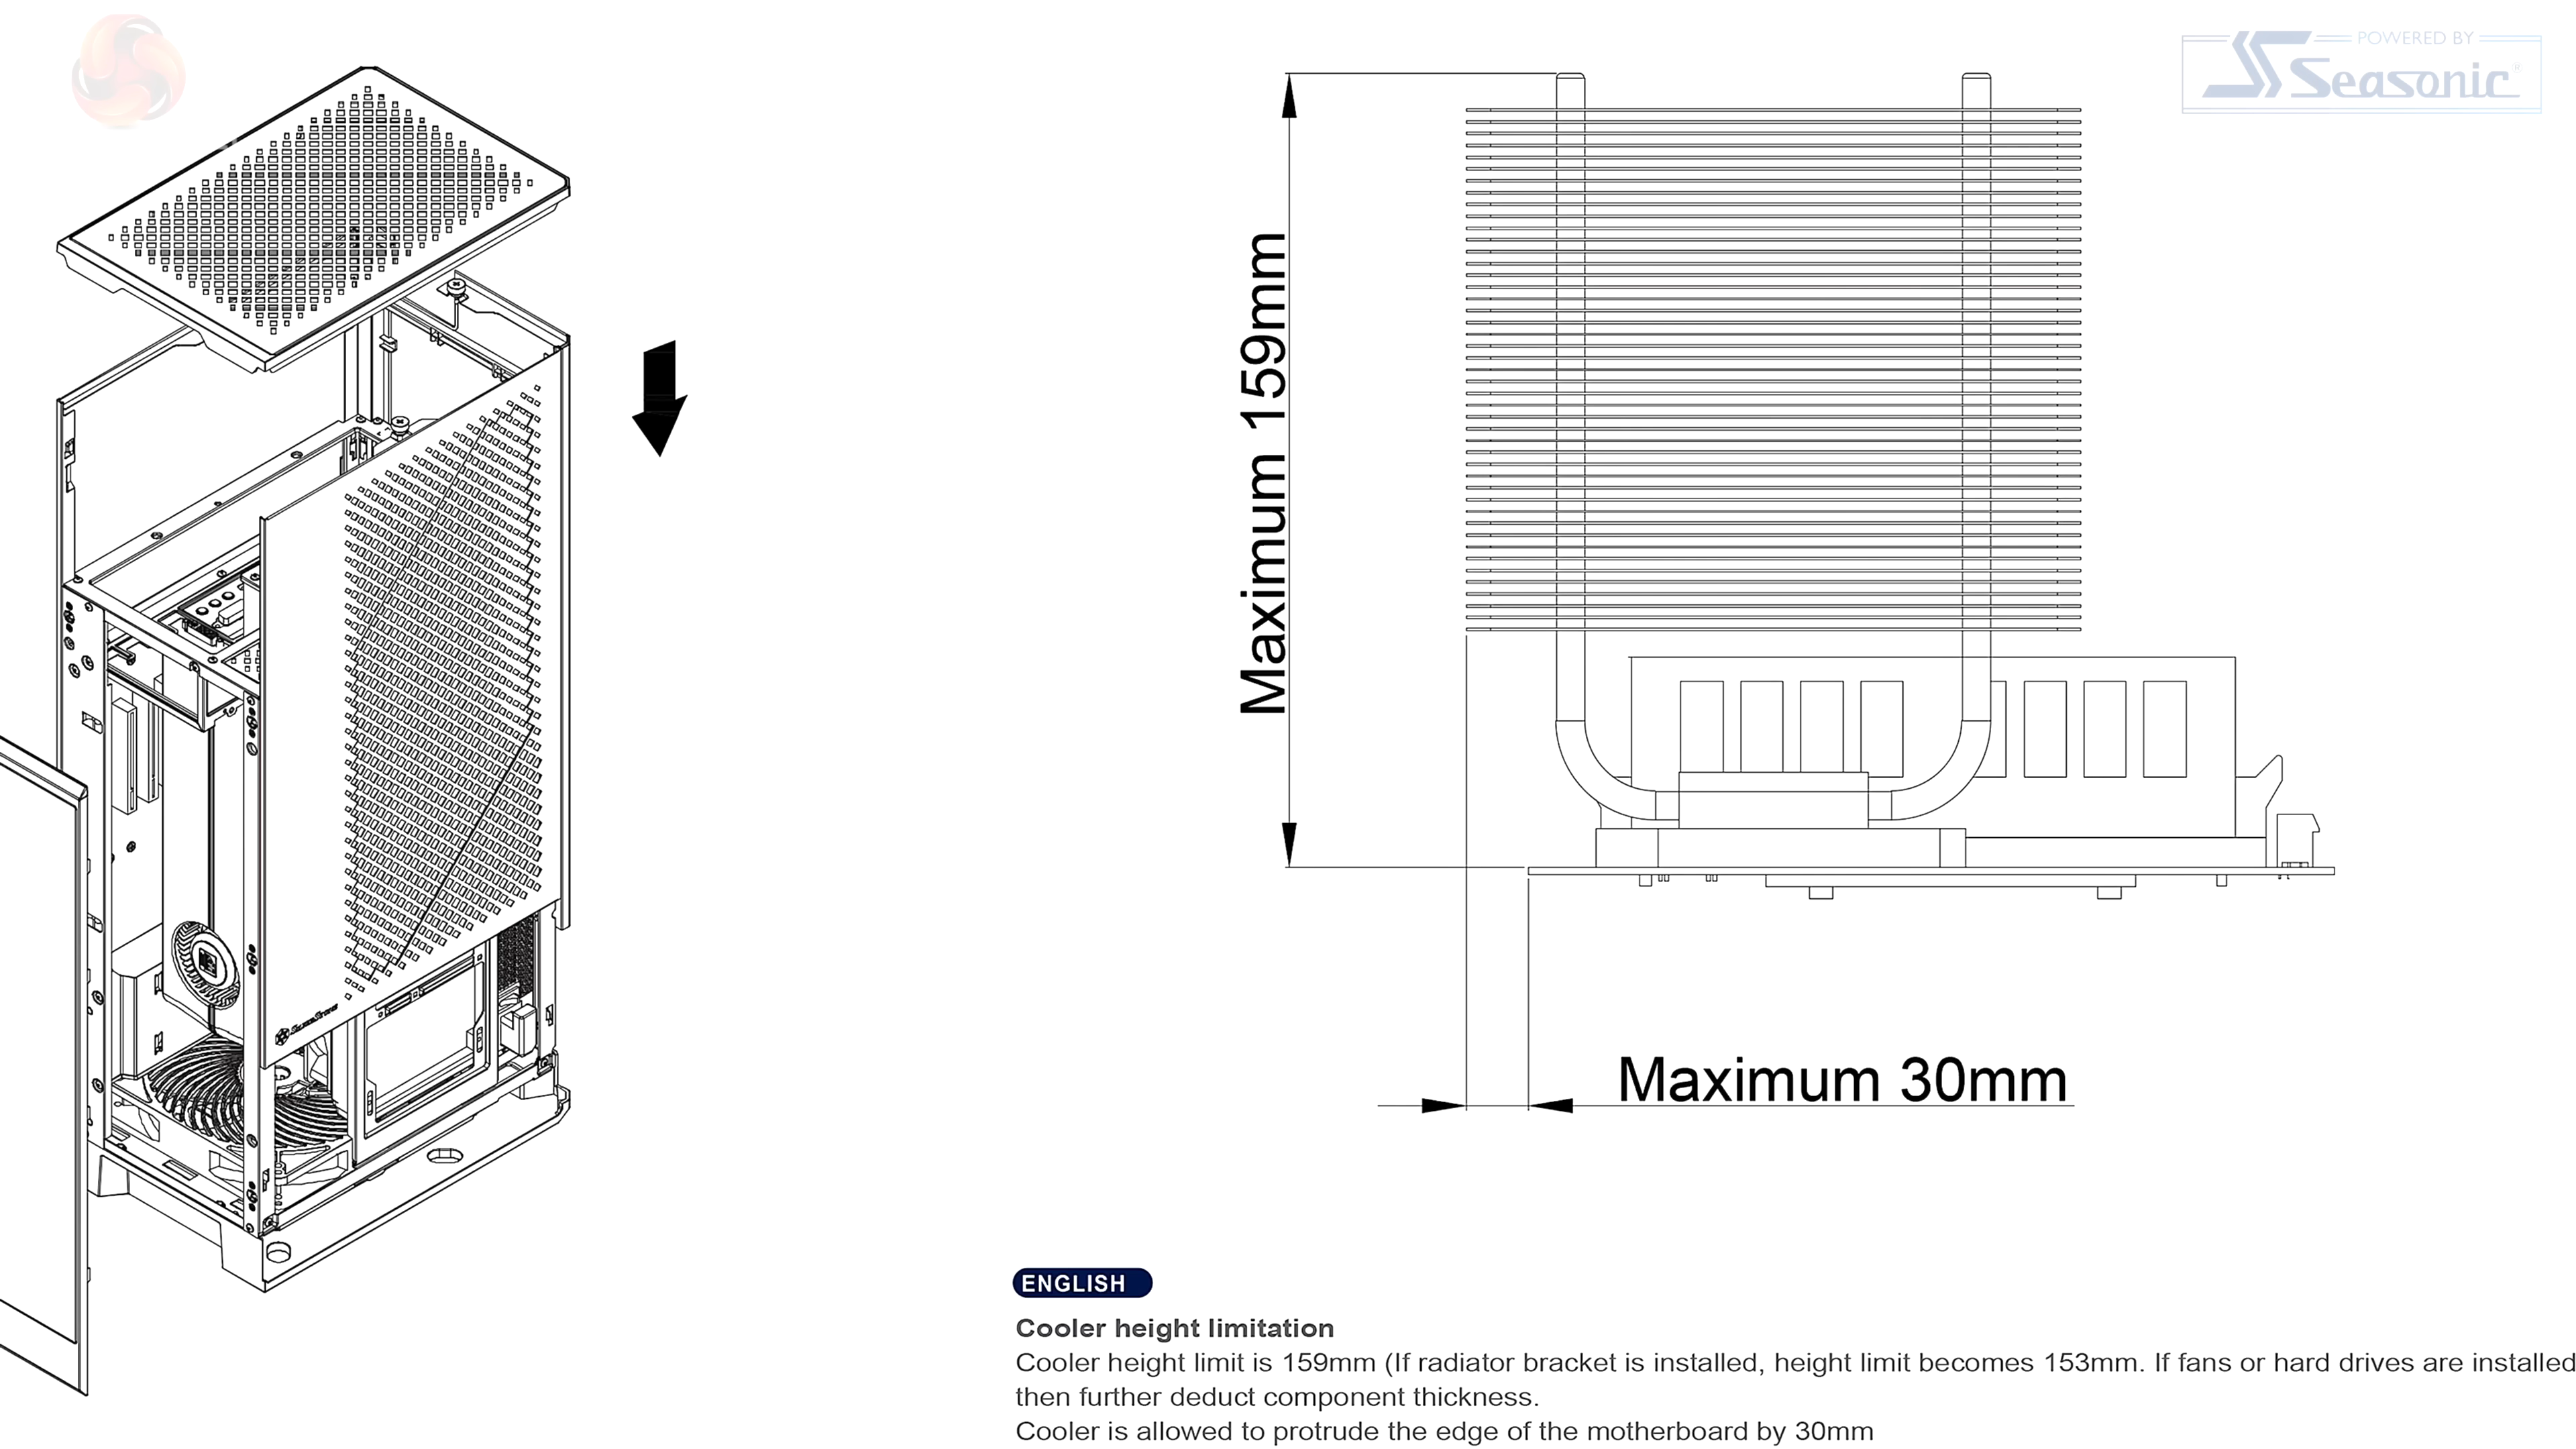 POWERED BY
Seasonic
Maximum 159mm
Maximum 30mm
ENGLISH
Cooler height limitation
Cooler height limit is 159mm (If radiator bracket is installed, height limit becomes 153mm. If fans or hard drives are installed
then further deduct component thickness.
Cooler is allowed to protrude the edge of the motherboard by 30mm